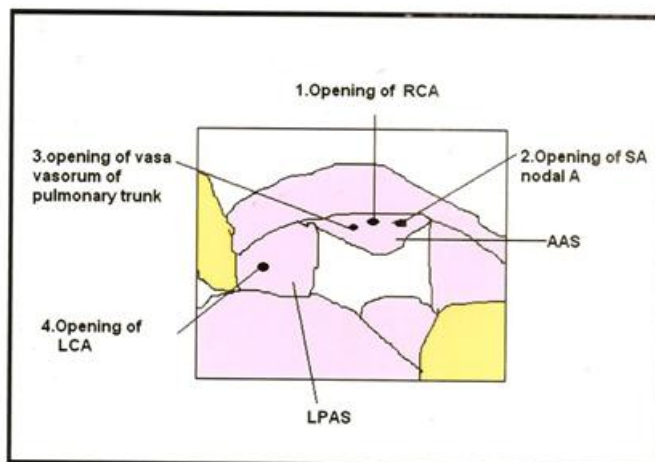 1.Opening of RCA
3.opening of vasa
vasorum of
pulmonary trunk
2.Opening of SA
nodal A
AAS
4.Opening of
LCA
LPAS